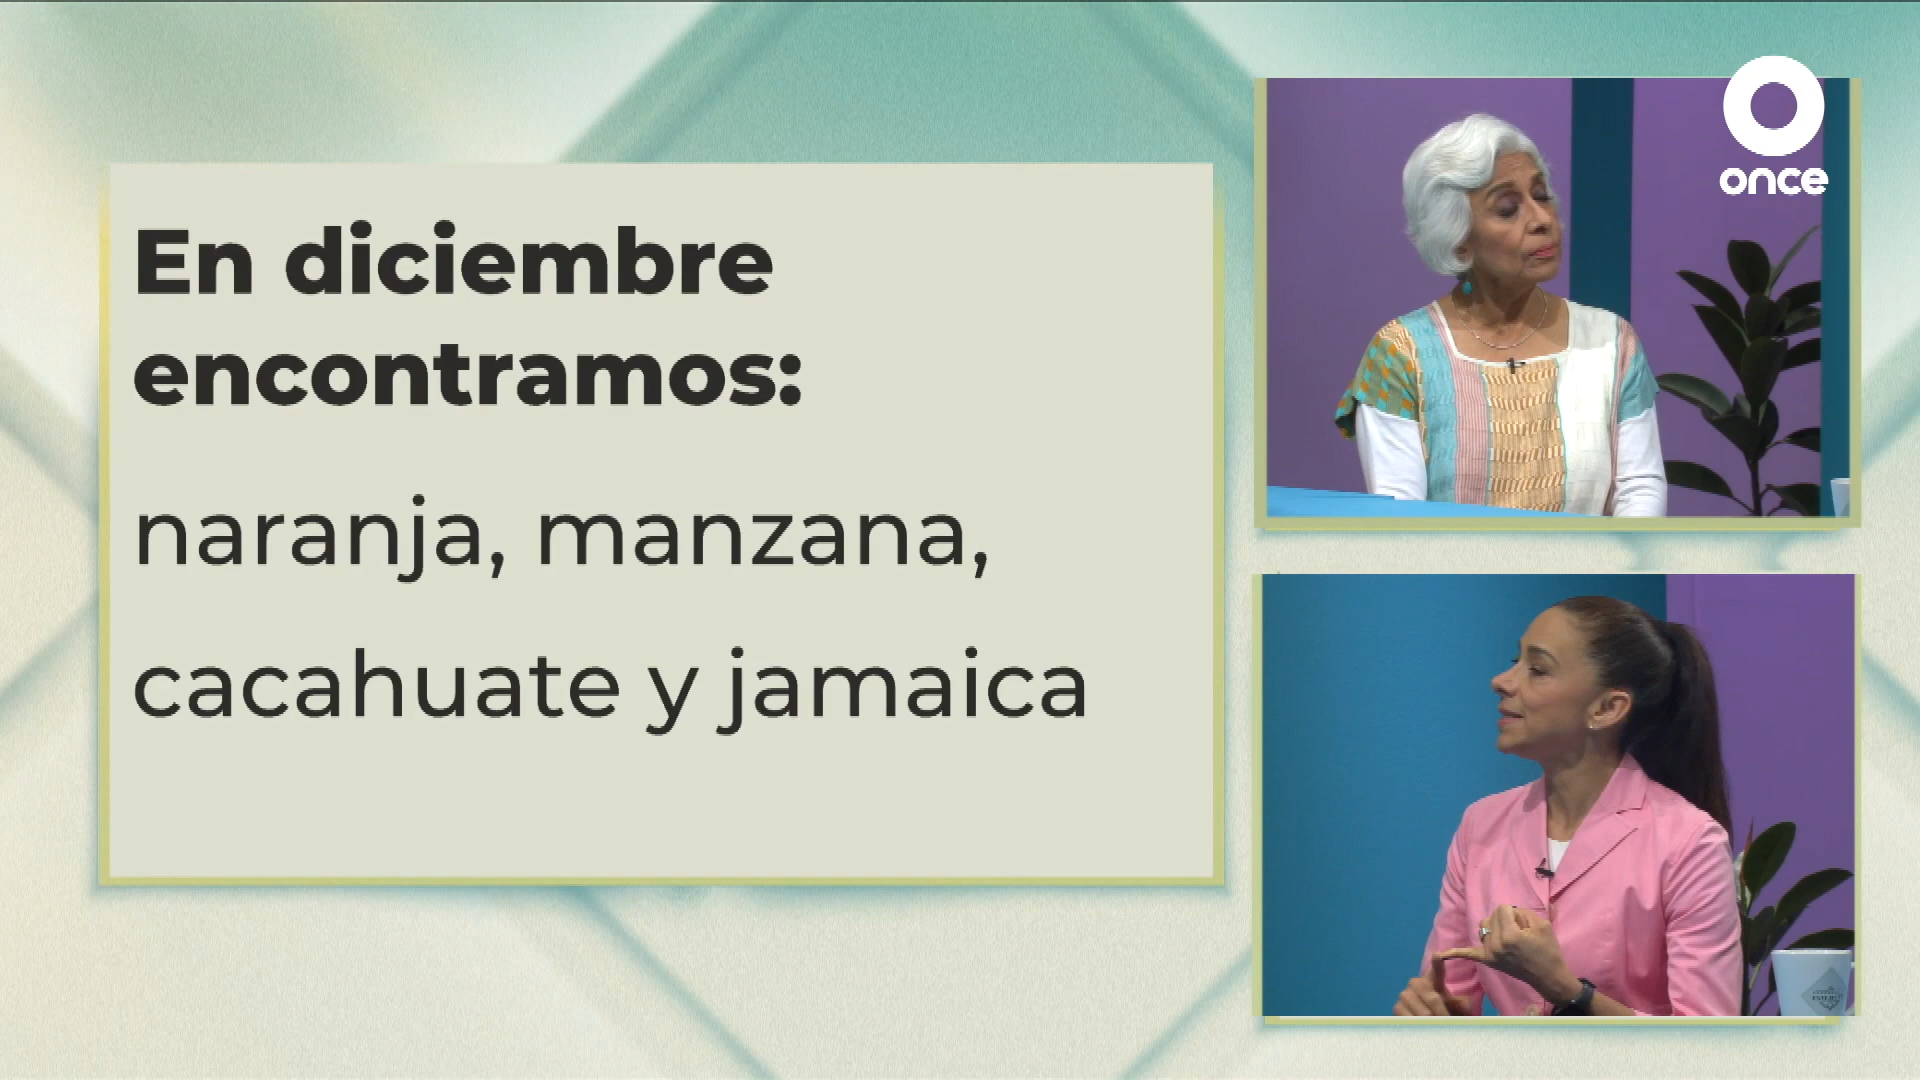 En diciembre
encontramos:
naranja, manzana,
cacahuate y jamaica
once